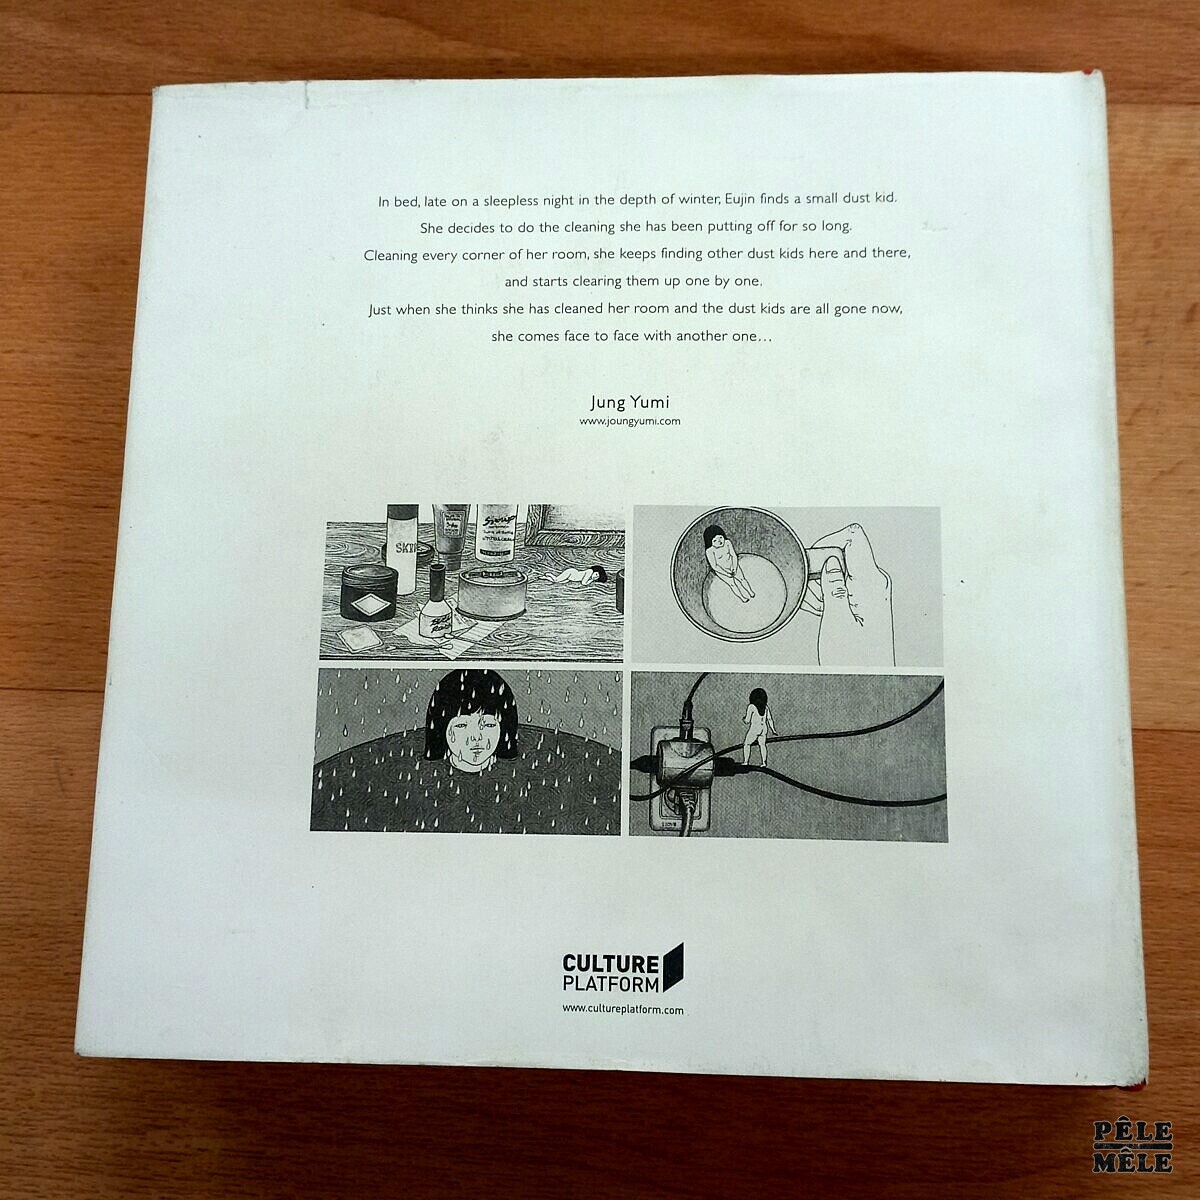 In bed, late on a sleepless night in the depth of winter, Eujin finds a small dust kid.
She decides to do the cleaning she has been putting off for so long.
Cleaning every corner of her room, she keeps finding other dust kids here and there,
and starts clearing them up one by one.
Just when she thinks she has cleaned her room and the dust kids are all gone now,
she comes face to face with another one...
Jung Yumi
www.joungyumi.com
SKIN
CULTURE
PLATFORM
www.cultureplatform.com
PÊLE
MÊLE